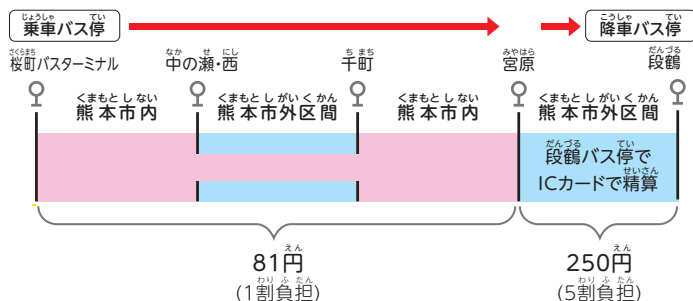 じょうしゃ てい
乗車バス停
こうしゃ てい
降車バス停
さくらまち
桜町バスターミナル
なか せ にし
中の瀬・西
ち まち
千町
みやはら
宮原
だんづる
段鶴
くまもと し ない
熊本市内
くまもと し がい く かん
熊本市外区間
くまもと し ない
熊本市内
くまもと し がい く かん
熊本市外区間
だんづる てい
段鶴バス停で
せいさん
ICカードで精算
えん
81円
わり ふ たん
(1割負担)
えん
250円
わり ふ たん
(5割負担)